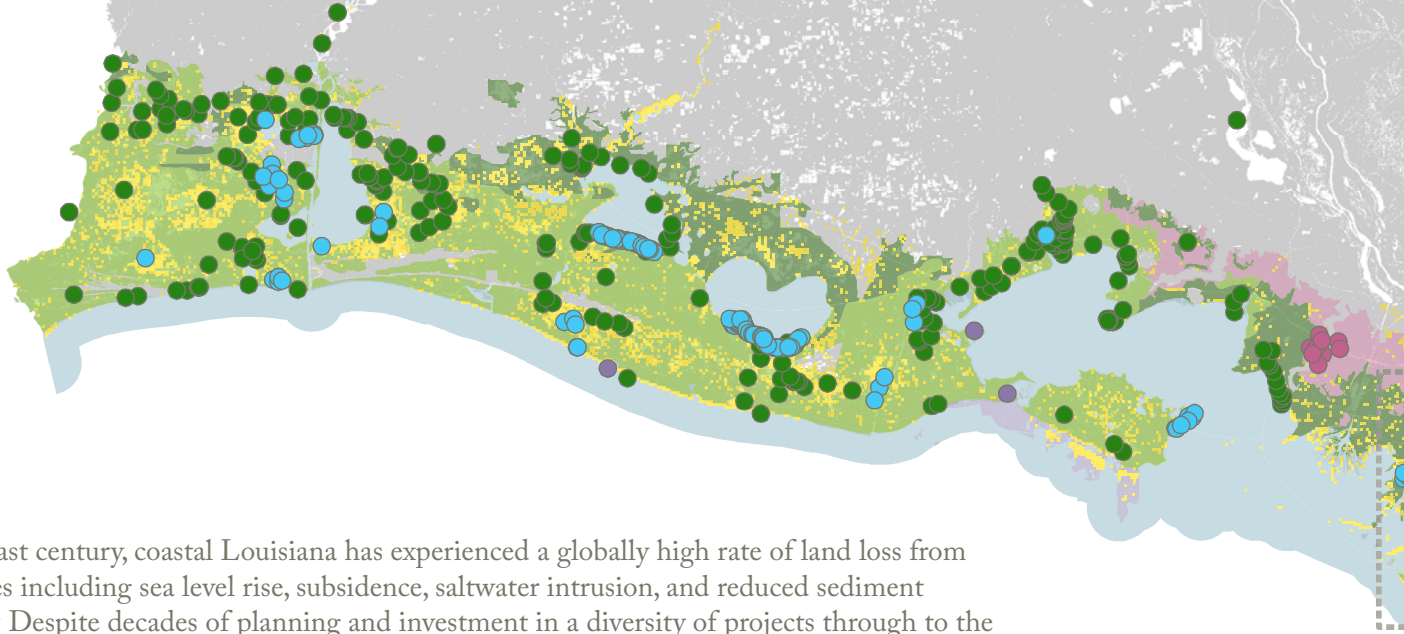 ast century, coastal Louisiana has experienced a globally high rate of land loss from
es including sea level rise, subsidence, saltwater intrusion, and reduced sediment
Despite decades of planning and investment in a diversity of projects through to the